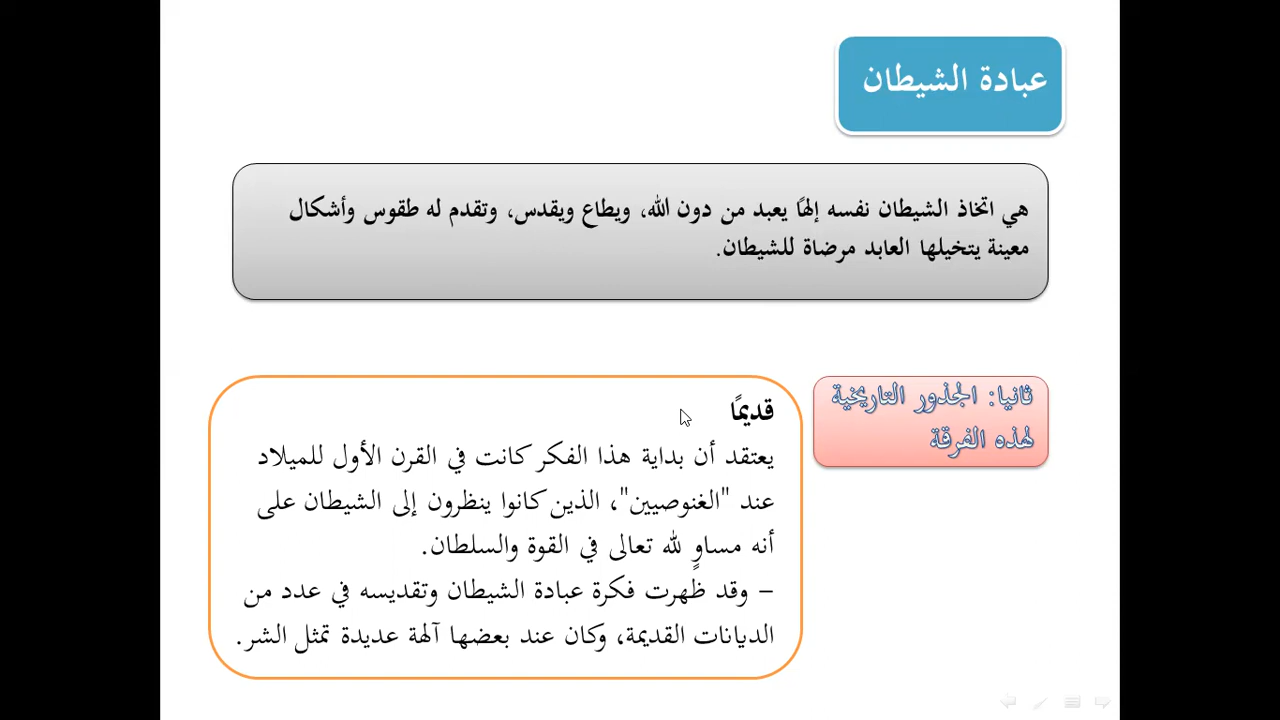 عبادة الشيطان
هي اتخاذ الشيطان نفسه إلهًا يعبد من دون الله، ويطاع ويقدس، وتقدم له طقوس وأشكال
معينة يتخيلها العابد مرضاة للشيطان.
ثانيا: الجذور التاريخية
لهذه الفرقة
قديمًا
يعتقد أن بداية هذا الفكر كانت في القرن الأول للميلاد
عند "الغنوصيين"، الذين كانوا ينظرون إلى الشيطان على
أنه مساوٍ لله تعالى في القوة والسلطان.
– وقد ظهرت فكرة عبادة الشيطان وتقديسه في عدد من
الديانات القديمة، وكان عند بعضها آلهة عديدة تمثل الشر.